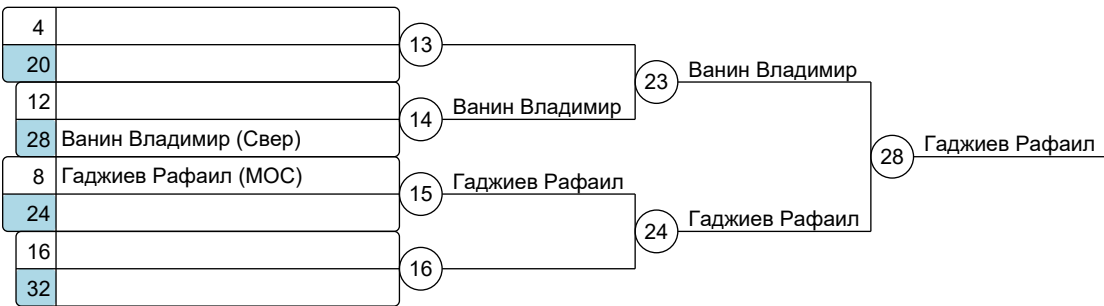 4
13
20
23 Ванин Владимир
12
14 Ванин Владимир
28 Ванин Владимир (Свер)
28 Гаджиев Рафаил
8 Гаджиев Рафаил (МОС)
15 Гаджиев Рафаил
24
24 Гаджиев Рафаил
16
16
32